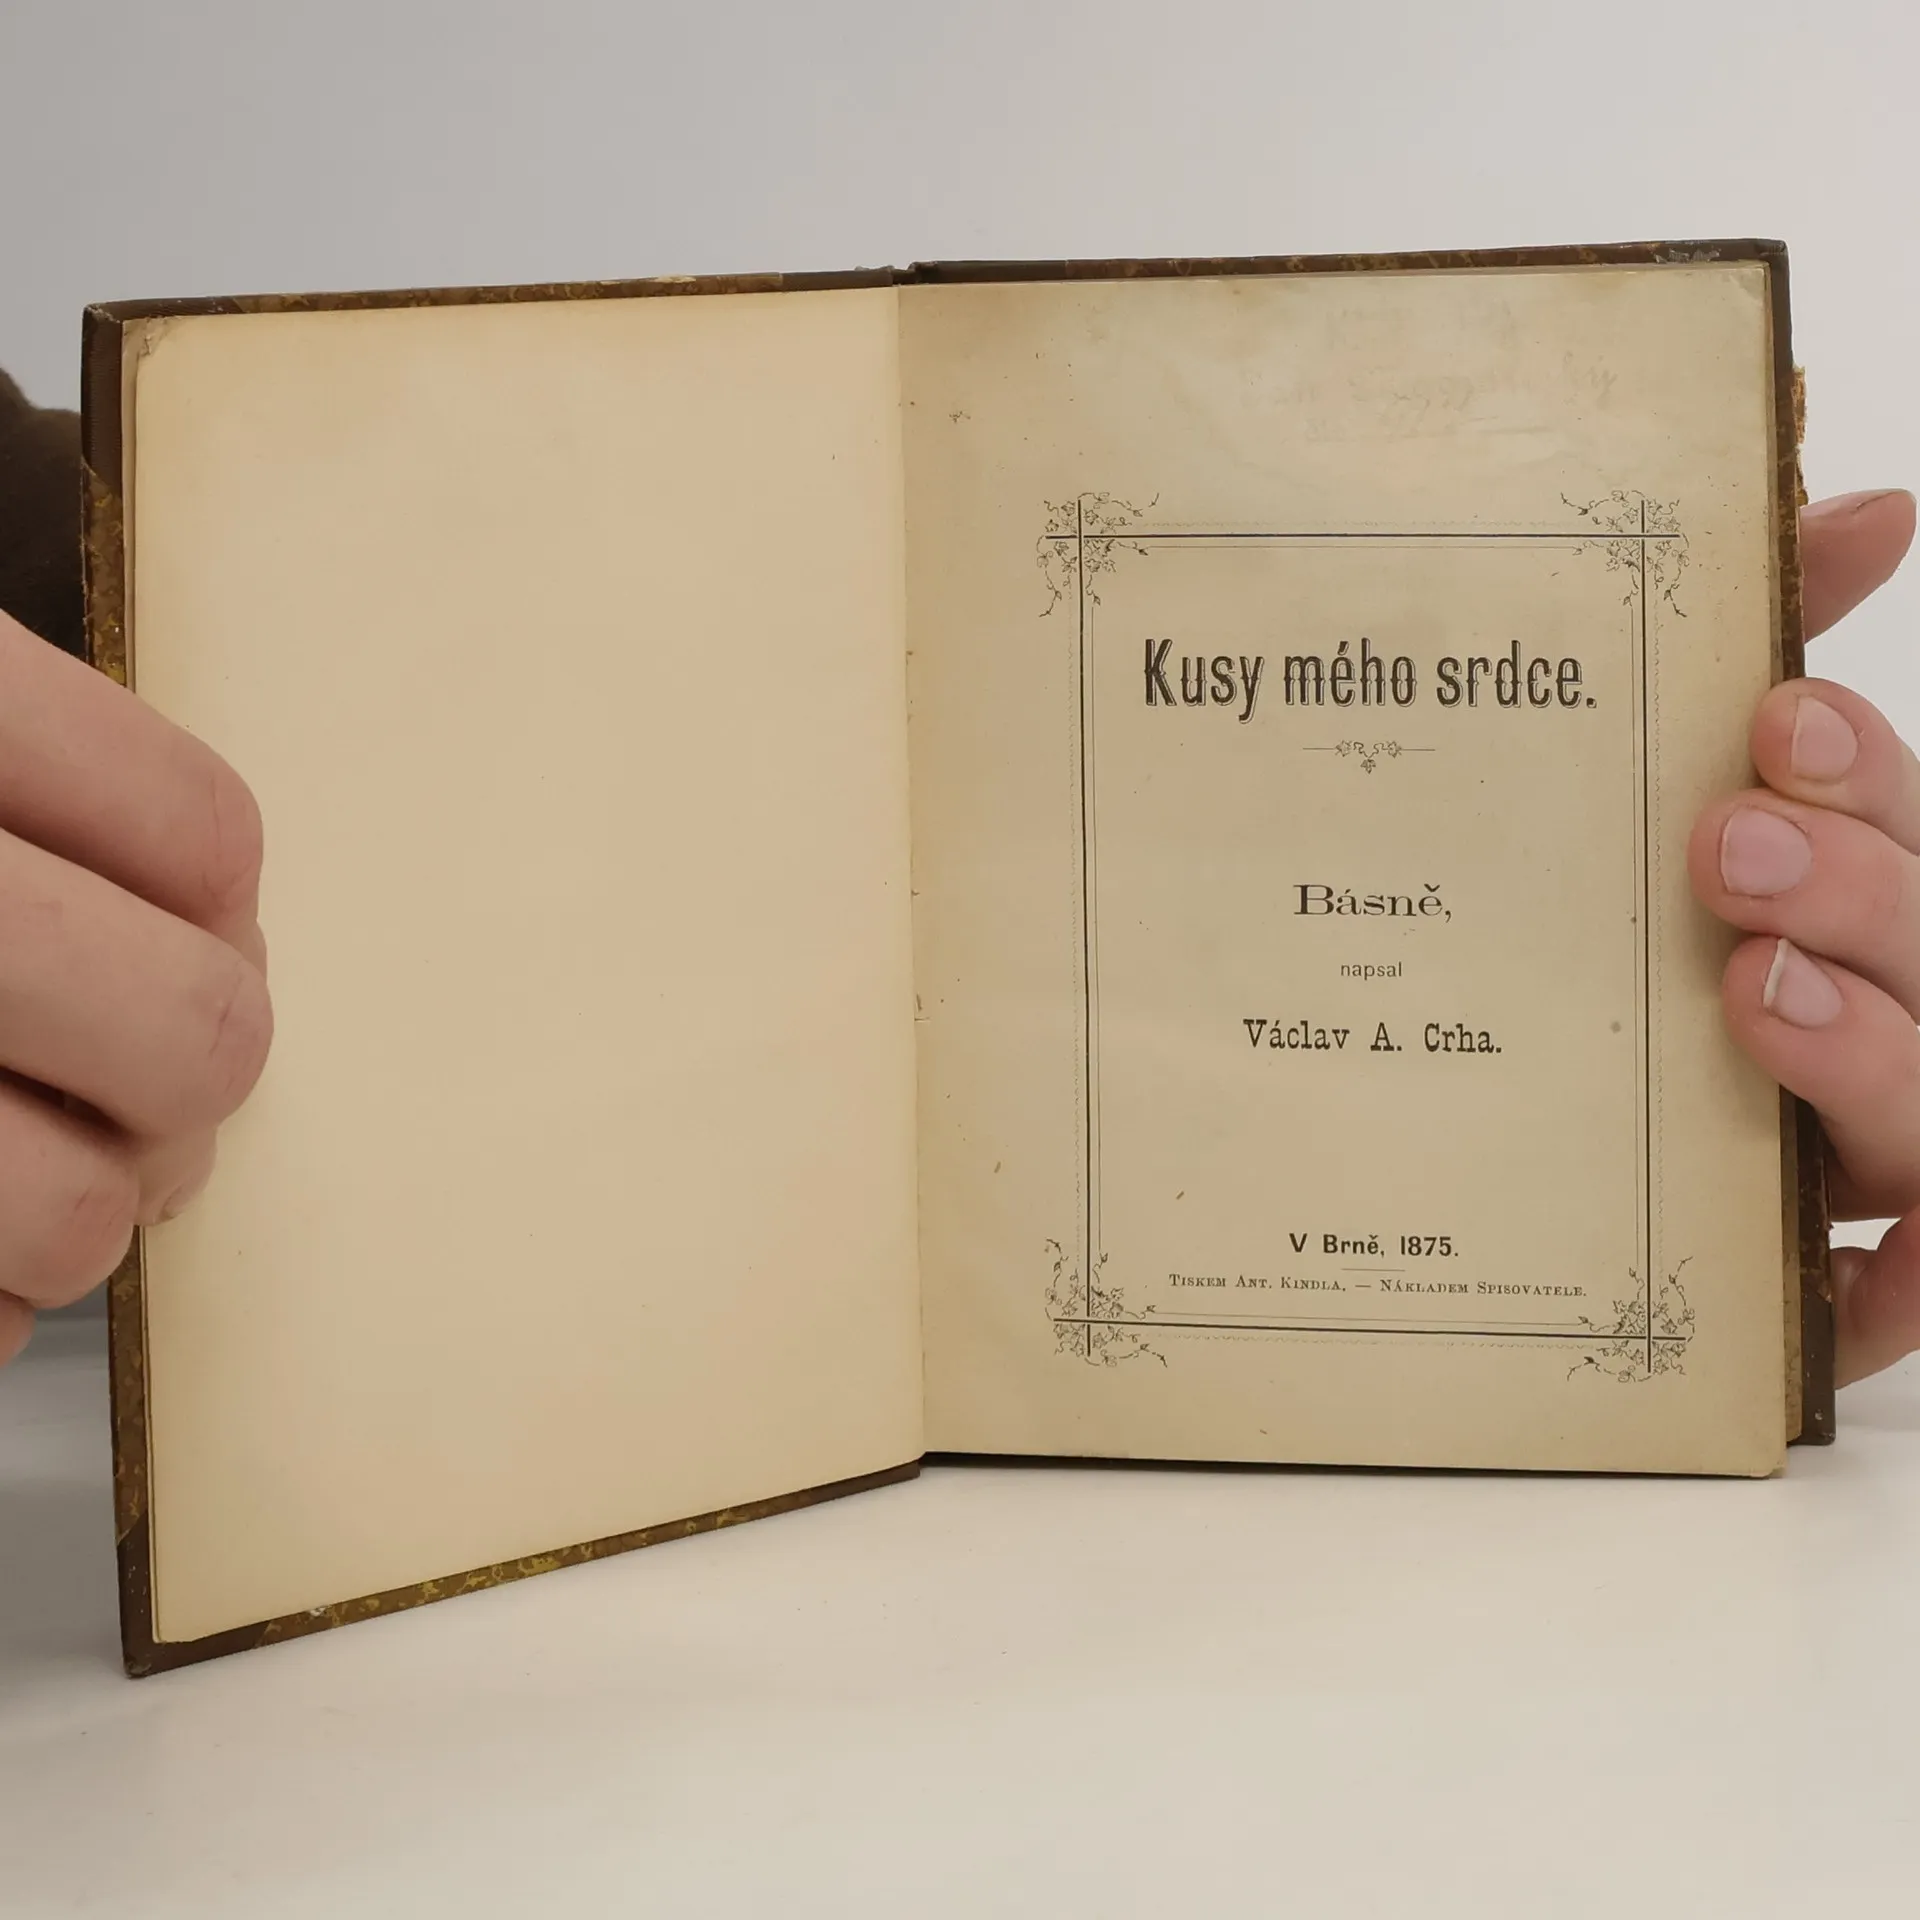 Kusy mého srdce.
Básně,
napsal
Václav A. Crha.
V Brně, 1875.
Tiskem Ant. Kindla, — Nákladem Spisovatele.